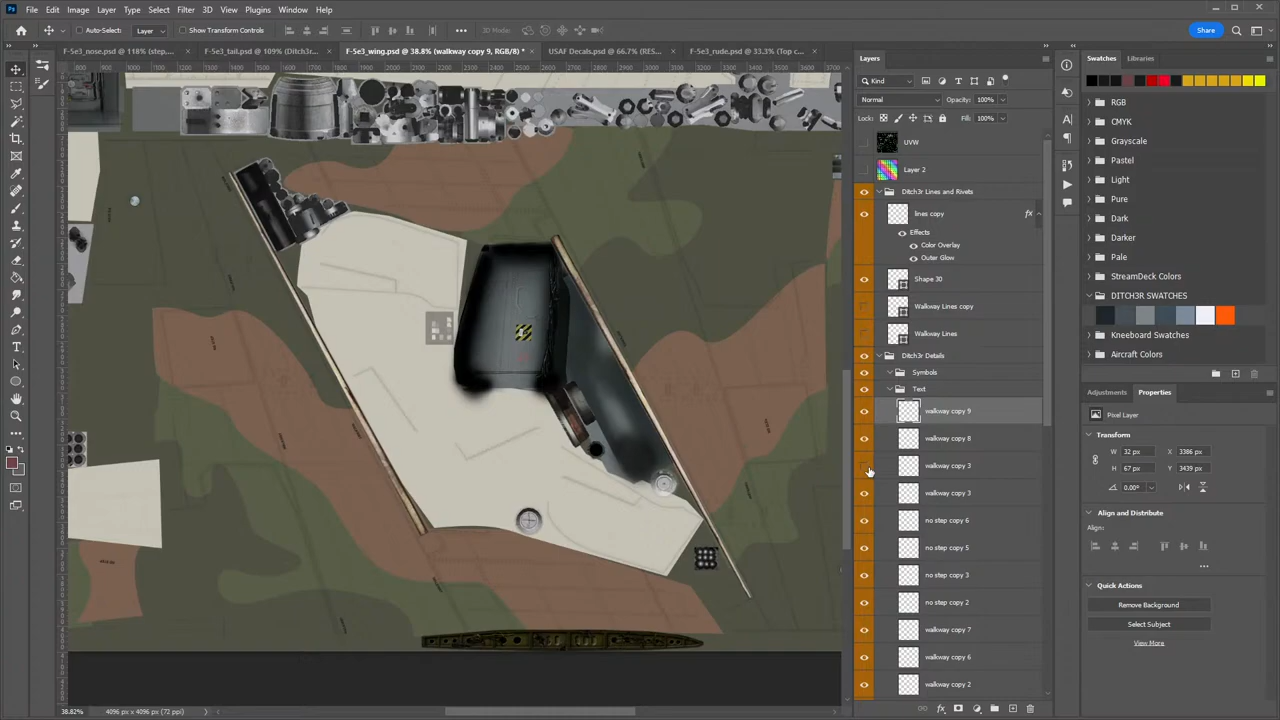 File Edit Image Layer Type Select Filter 3D View Plugins Window Help
Auto-Select: Layer Show Transform Controls
Share
F-5e3_nose.psd @ 118% (step,... × F-5e3_tail.psd @ 109% (Ditch3r... × F-5e3_wing.psd @ 38.8% (walkway copy 9, RGB/8) * × USAF Decals.psd @ 66.7% (RES... × F-5e3_rude.psd @ 33.3% (Top c... ×
Layers
Kind
Normal Opacity: 100%
Lock: Fill: 100%
UVW
Layer 2
Ditch3r Lines and Rivets
lines copy fx
Effects
Color Overlay
Outer Glow
Shape 30
Walkway Lines copy
Walkway Lines
Ditch3r Details
Symbols
Text
walkway copy 9
walkway copy 8
walkway copy 3
walkway copy 3
no step copy 6
no step copy 5
no step copy 3
no step copy 2
walkway copy 7
walkway copy 6
walkway copy 2
Swatches Libraries
RGB
CMYK
Grayscale
Pastel
Light
Pure
Dark
Darker
Pale
StreamDeck Icons
DITCH3R SWATCHES
Kneeboard Swatches
Aircraft Colors
Adjustments Properties
Pixel Layer
Transform
W 32 px X 3386 px
H 67 px Y 3439 px
0.00°
Align and Distribute
Align:
Quick Actions
Remove Background
Select Subject
View More
38.82% 4096 px x 4096 px (72 ppi)